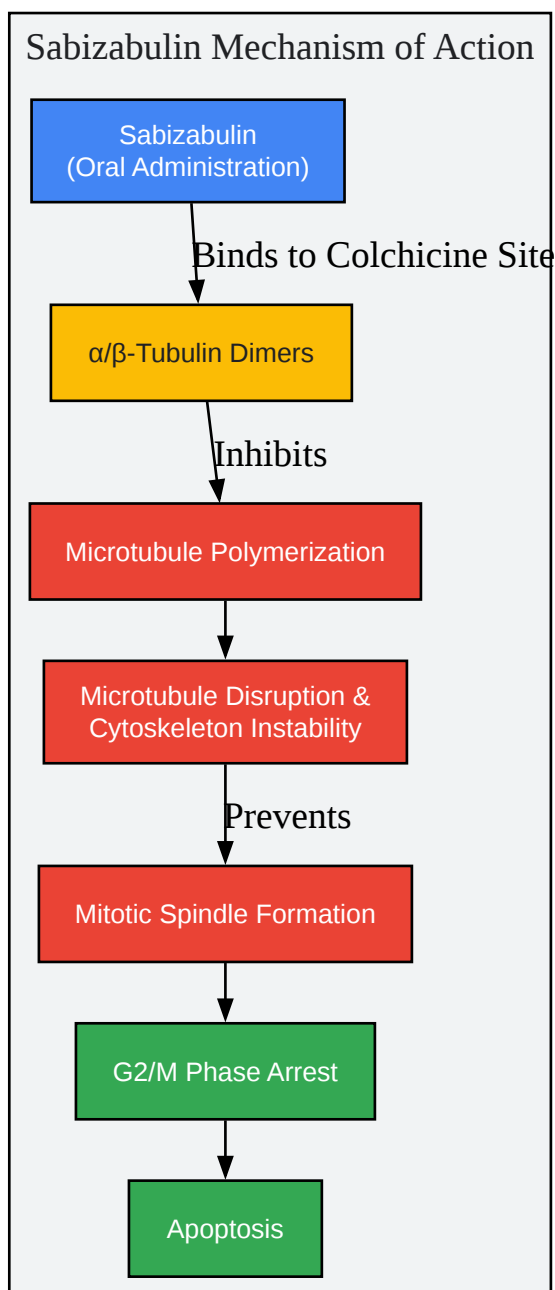 Sabizabulin Mechanism of Action
Sabizabulin
(Oral Administration)
Binds to Colchicine Site
α/β-Tubulin Dimers
Inhibits
Microtubule Polymerization
Microtubule Disruption &
Cytoskeleton Instability
Prevents
Mitotic Spindle Formation
G2/M Phase Arrest
Apoptosis